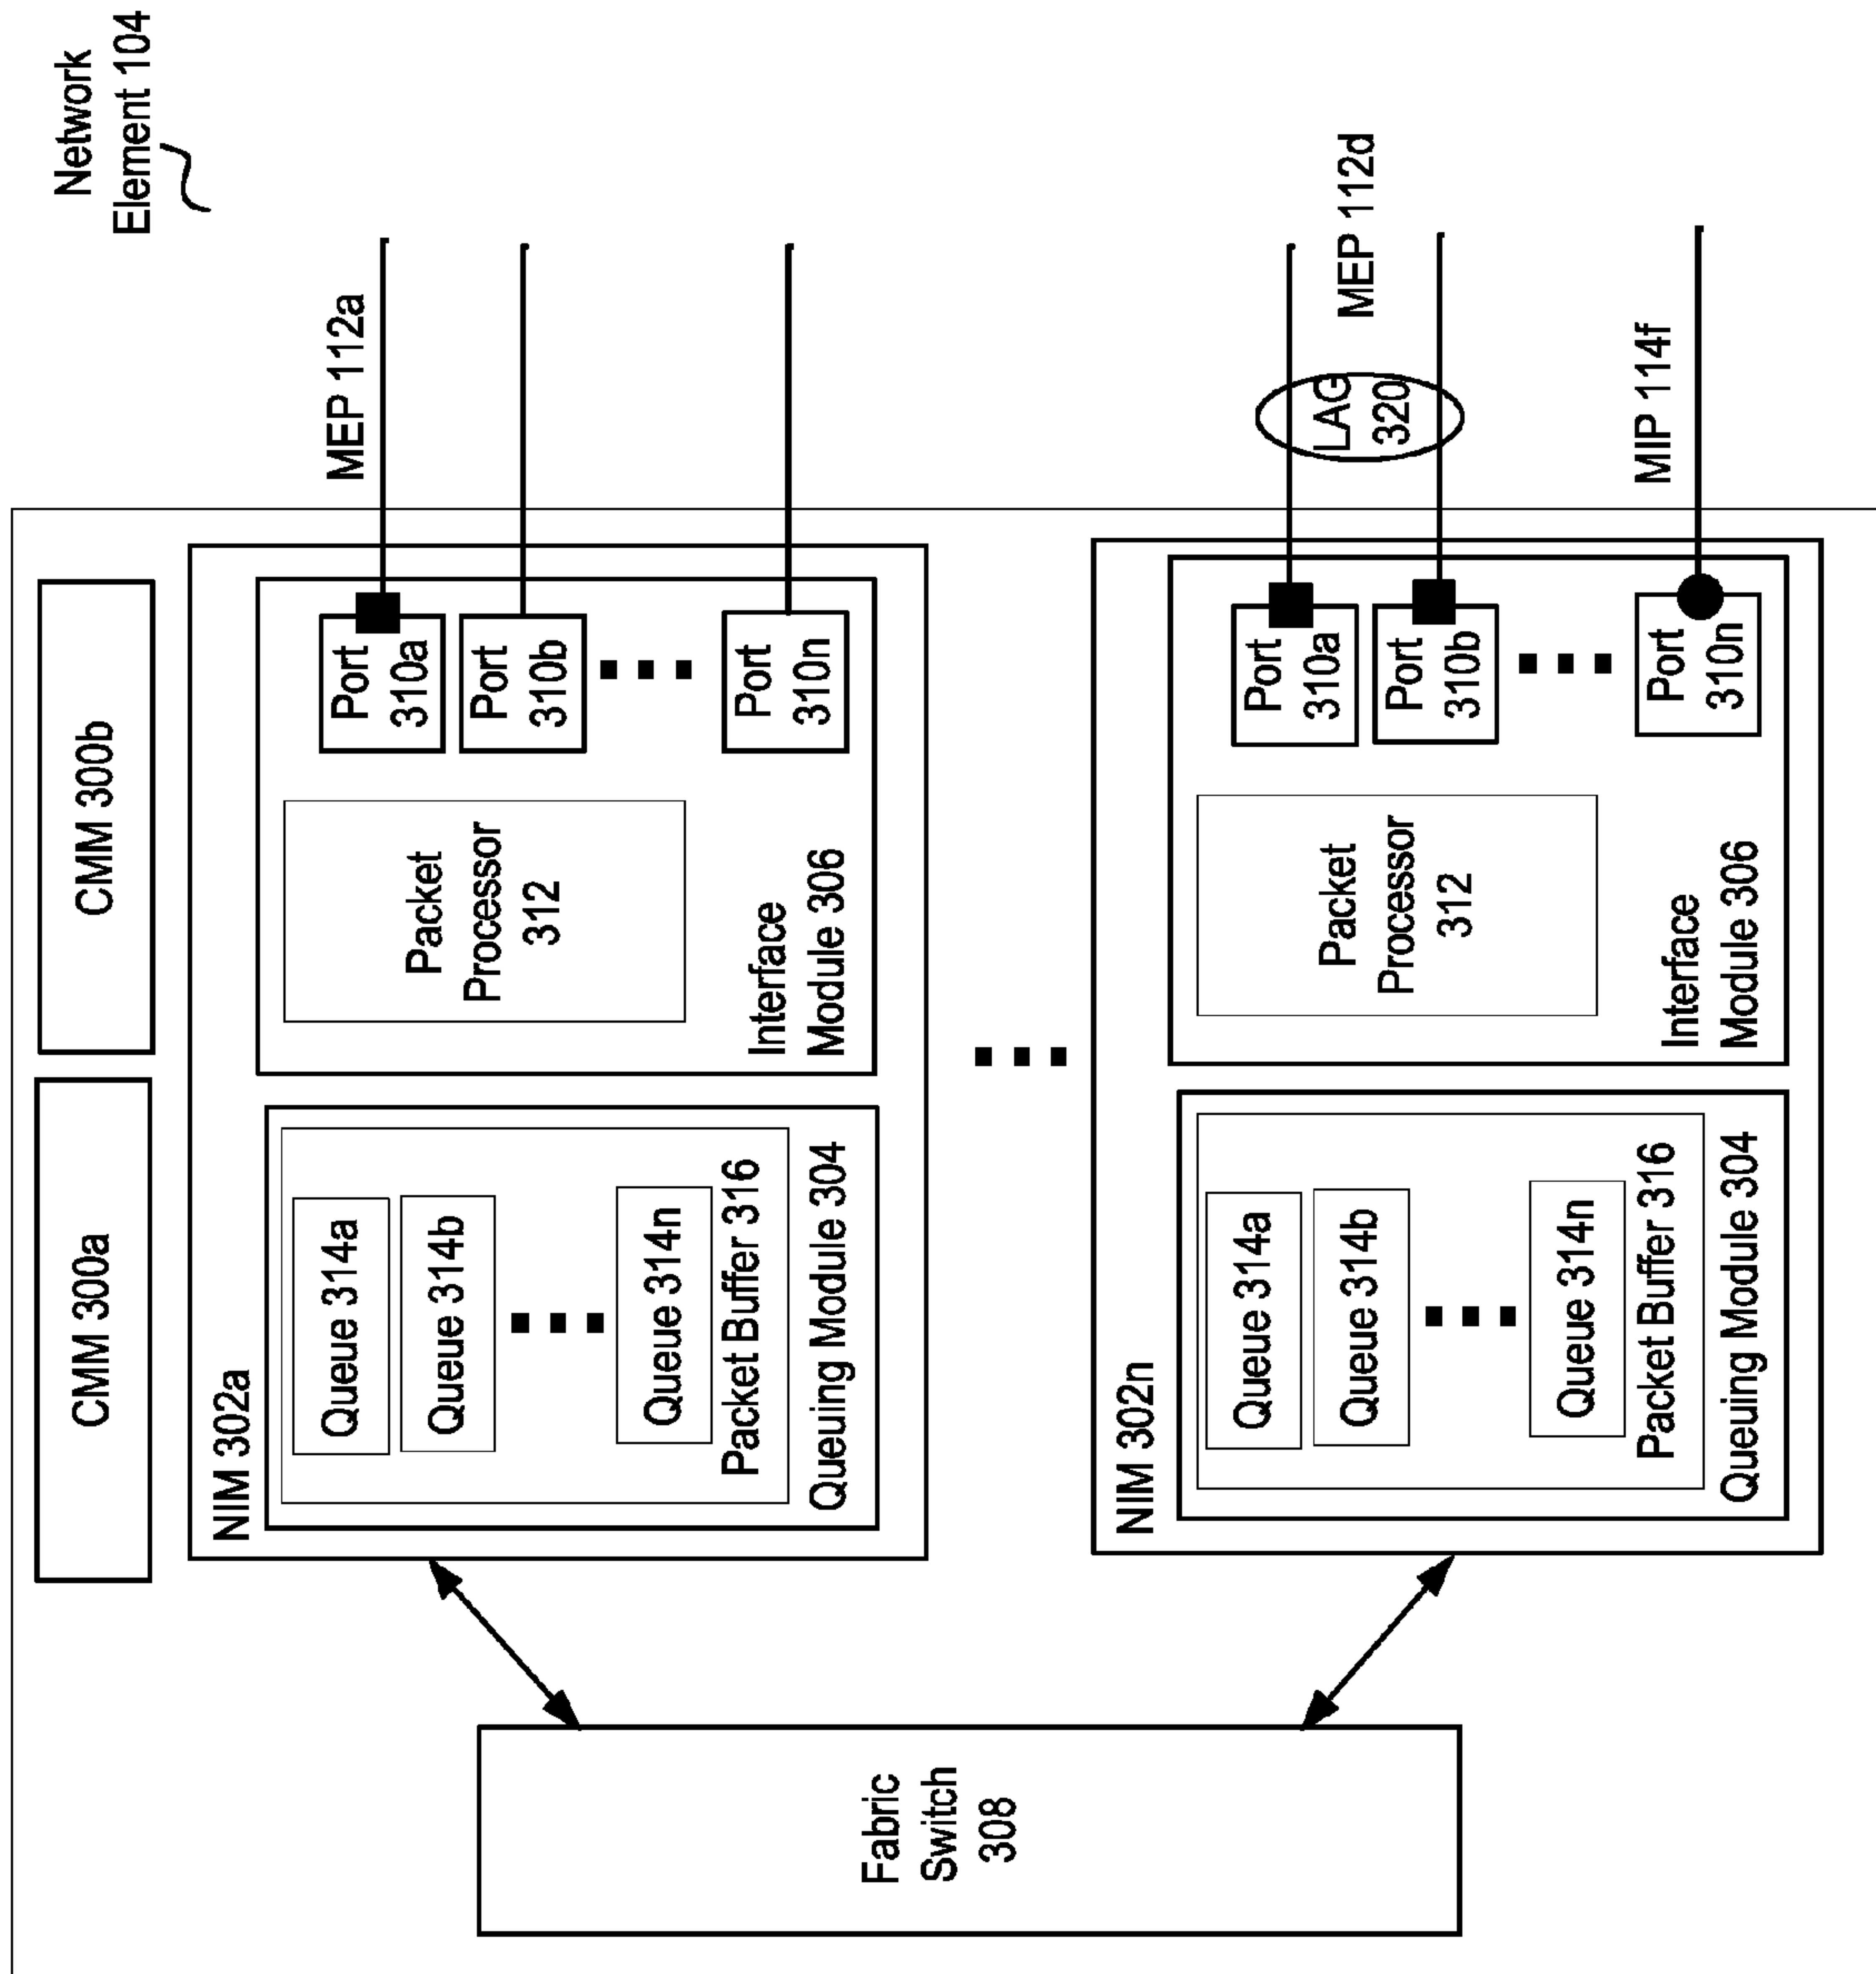 Network
Element 104
CMM 300a
CMM 300b
NIM 302a
Queue 314a
Queue 314b
Queue 314n
Packet Buffer 316
Queuing Module 304
Packet
Processor
312
Interface
Module 306
Port
310a
Port
310b
Port
310n
MEP 112a
Fabric
Switch
308
NIM 302n
Queue 314a
Queue 314b
Queue 314n
Packet Buffer 316
Queuing Module 304
Packet
Processor
312
Interface
Module 306
Port
310a
Port
310b
Port
310n
LAG
320
MEP 112d
MIP 114f